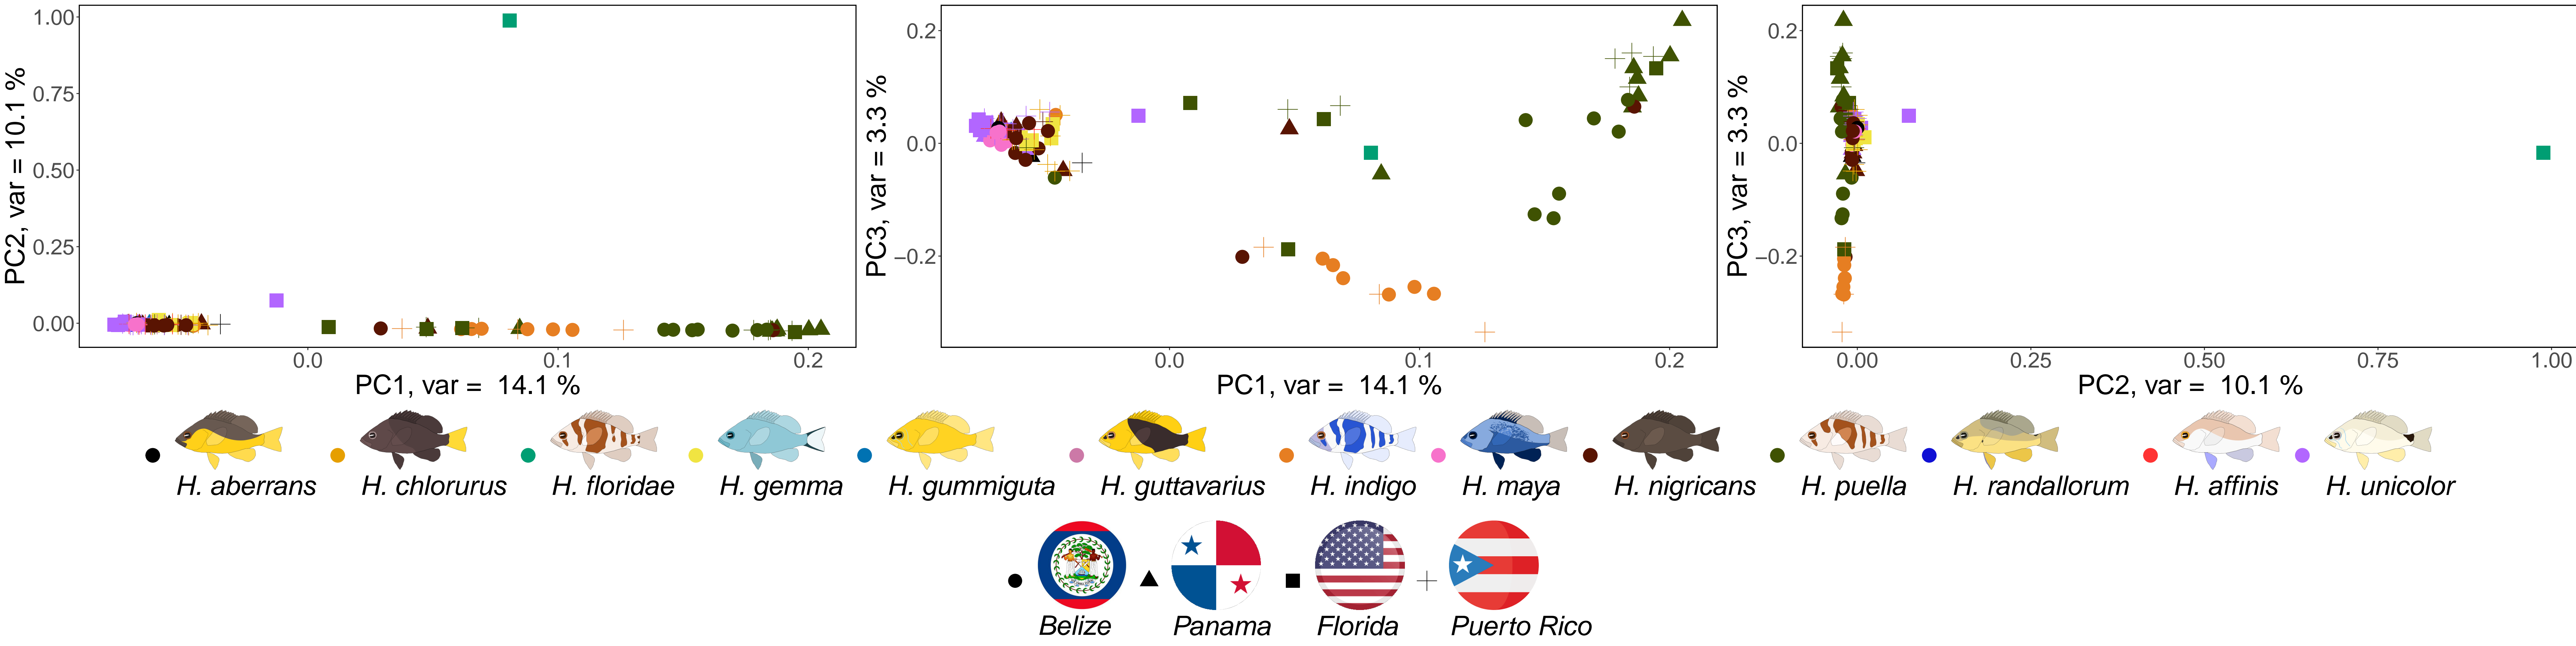 1.00
0.75
0.50
0.25
0.00
0.0
0.1
0.2
PC2, var = 10.1 %
PC1, var = 14.1 %
0.2
0.0
−0.2
0.0
0.1
0.2
PC3, var = 3.3 %
PC1, var = 14.1 %
0.2
0.0
−0.2
0.00
0.25
0.50
0.75
1.00
PC3, var = 3.3 %
PC2, var = 10.1 %
H. aberrans
H. chlorurus
H. floridae
H. gemma
H. gummiguta
H. guttavarius
H. indigo
H. maya
H. nigricans
H. puella
H. randallorum
H. affinis
H. unicolor
Belize
Panama
Florida
Puerto Rico